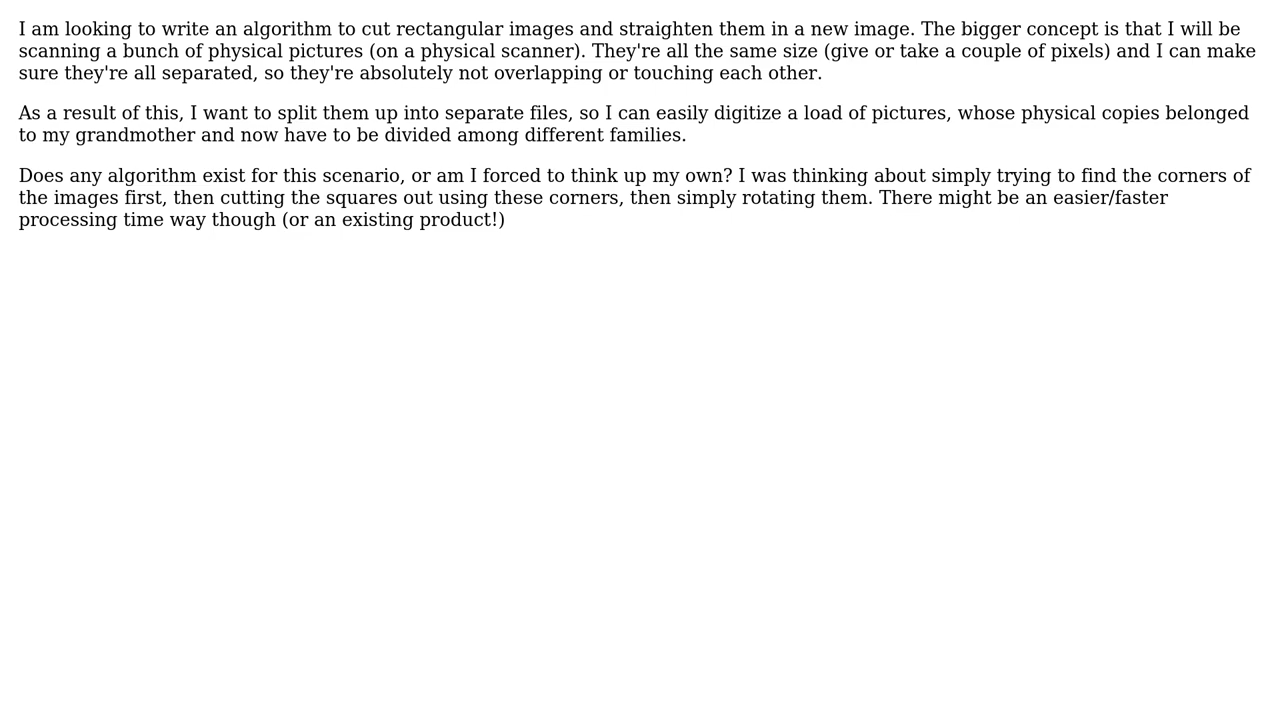 I am looking to write an algorithm to cut rectangular images and straighten them in a new image. The bigger concept is that I will be
scanning a bunch of physical pictures (on a physical scanner). They're all the same size (give or take a couple of pixels) and I can make
sure they're all separated, so they're absolutely not overlapping or touching each other.
As a result of this, I want to split them up into separate files, so I can easily digitize a load of pictures, whose physical copies belonged
to my grandmother and now have to be divided among different families.
Does any algorithm exist for this scenario, or am I forced to think up my own? I was thinking about simply trying to find the corners of
the images first, then cutting the squares out using these corners, then simply rotating them. There might be an easier/faster
processing time way though (or an existing product!)